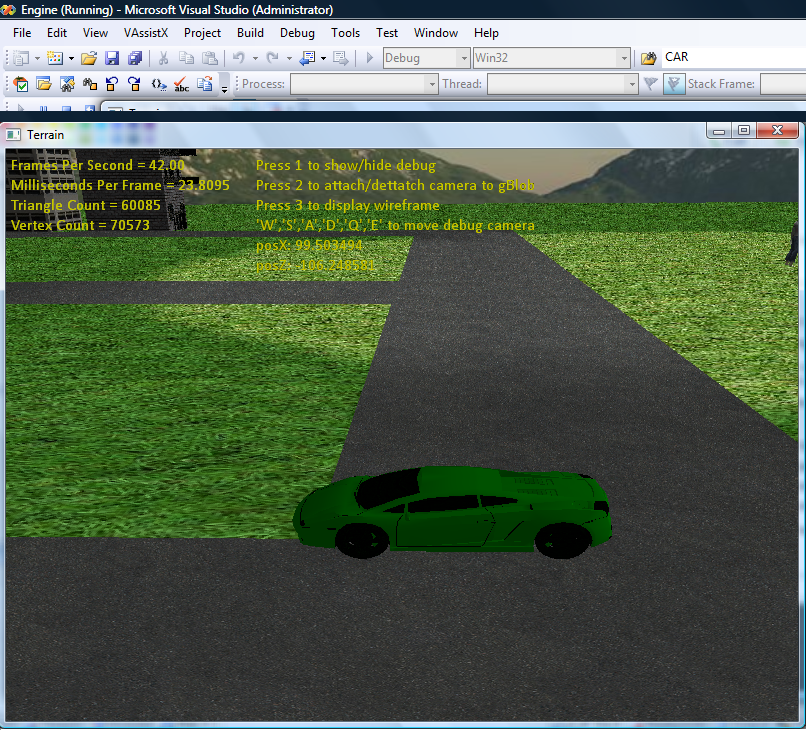 Engine (Running) - Microsoft Visual Studio (Administrator)
File Edit View VAssistX Project Build Debug Tools Test Window Help
Debug Win32 CAR
abc Process: Thread: Stack Frame:
Terrain
Frames Per Second = 42.00
Milliseconds Per Frame = 23.8095
Triangle Count = 60085
Vertex Count = 70573
Press 1 to show/hide debug
Press 2 to attach/dettatch camera to gBlob
Press 3 to display wireframe
'W','S','A','D','Q','E' to move debug camera
posX: 99.503494